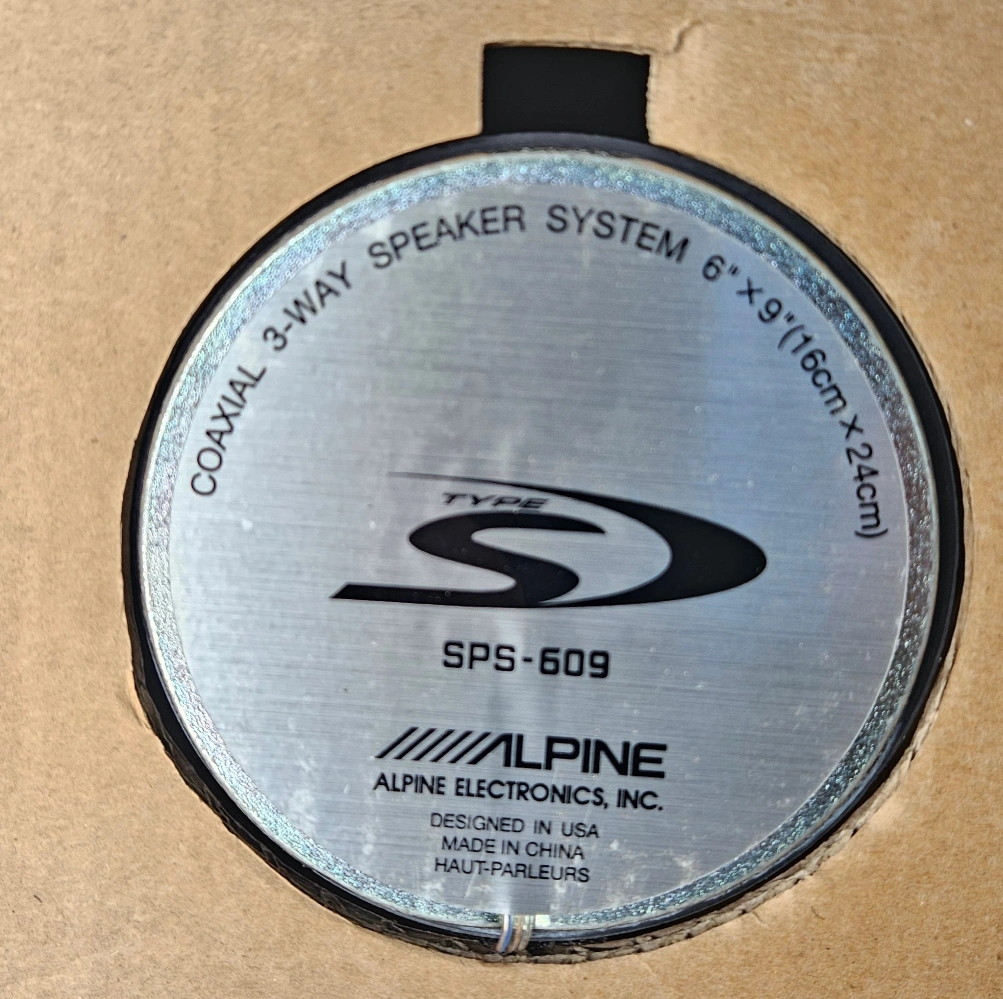 COAXIAL 3-WAY SPEAKER SYSTEM 6"x9"(16cm x 24cm)
TYPE
S
SPS-609
ALPINE
ALPINE ELECTRONICS, INC.
DESIGNED IN USA
MADE IN CHINA
HAUT-PARLEURS